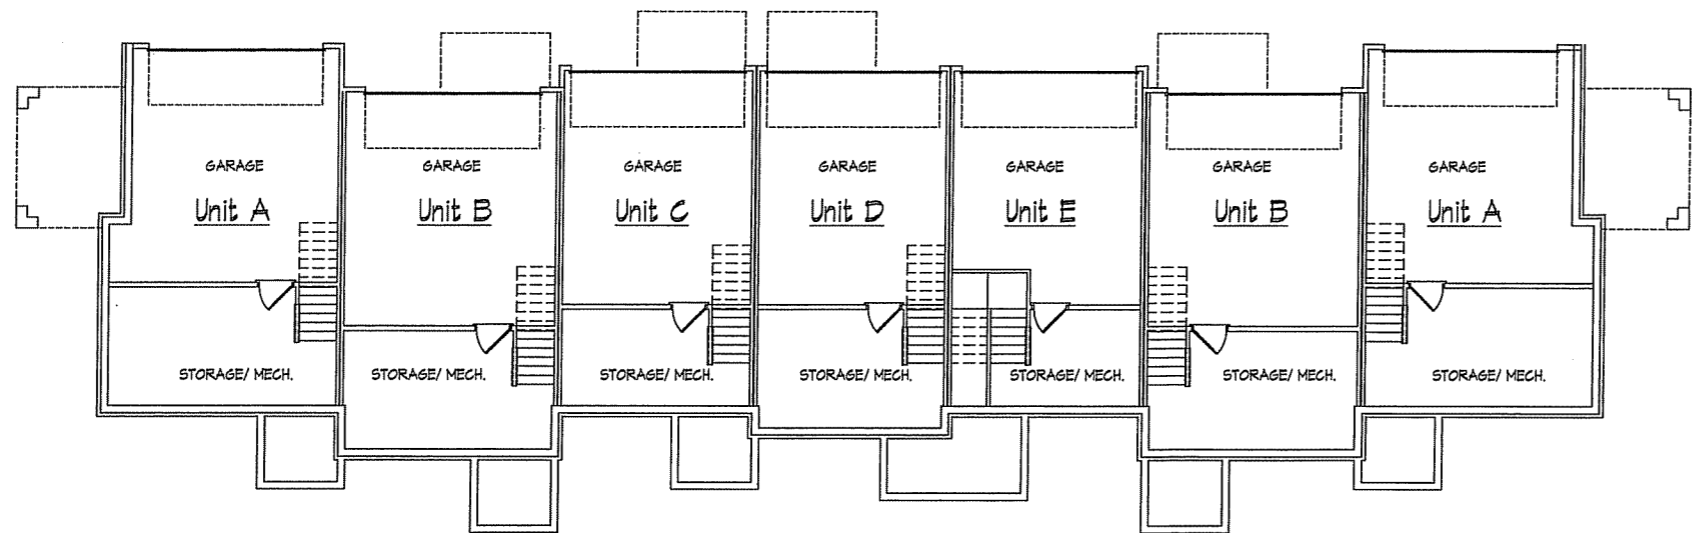 GARAGE GARAGE GARAGE GARAGE GARAGE GARAGE GARAGE
Unit A Unit B Unit C Unit D Unit E Unit B Unit A
STORAGE/ MECH. STORAGE/ MECH. STORAGE/ MECH. STORAGE/ MECH. STORAGE/ MECH. STORAGE/ MECH. STORAGE/ MECH.